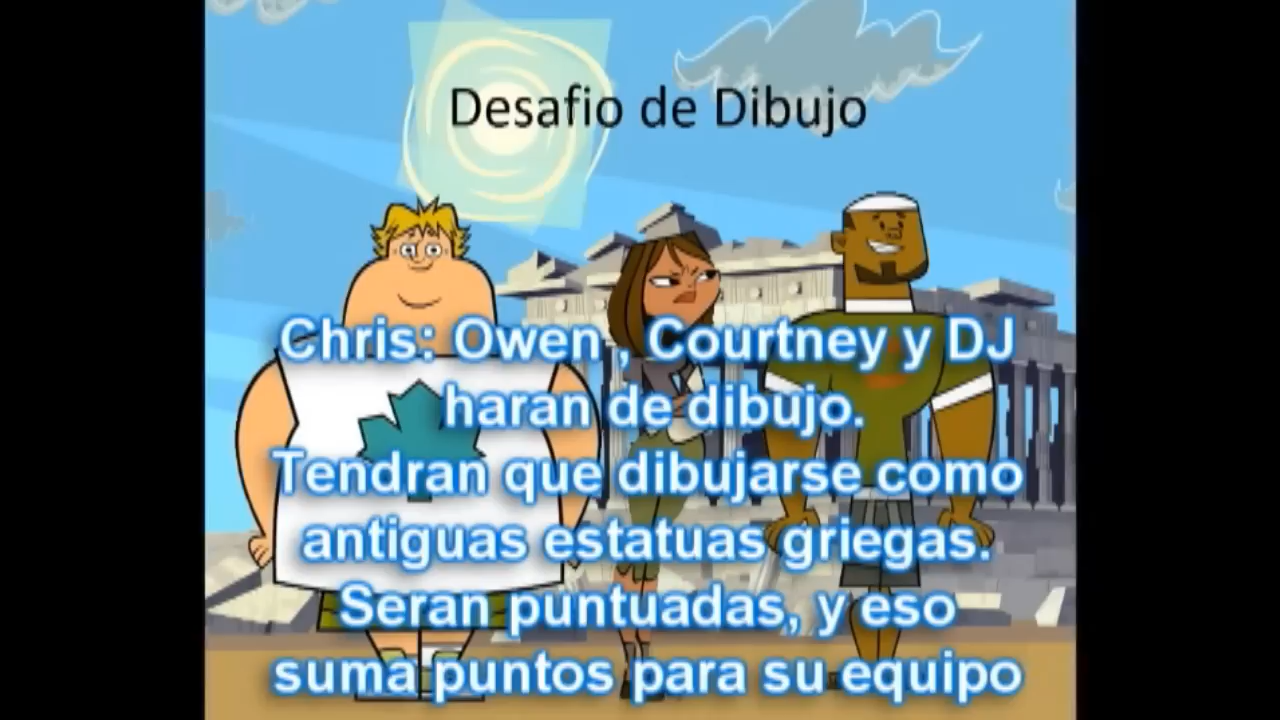 Desafio de Dibujo
Chris: Owen , Courtney y DJ
haran de dibujo.
Tendran que dibujarse como
antiguas estatuas griegas.
Seran puntuadas, y eso
suma puntos para su equipo